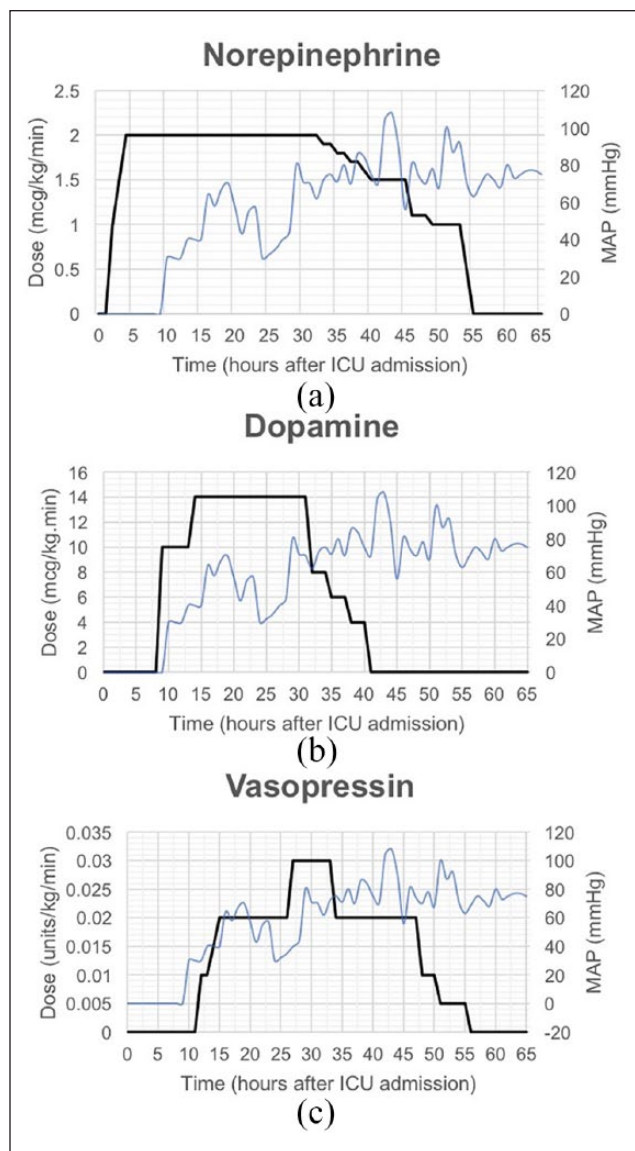 Norepinephrine
2.5
2
1.5
1
0.5
0
Dose (mcg/kg/min)
120
100
80
60
40
20
0
MAP (mmHg)
0 5 10 15 20 25 30 35 40 45 50 55 60 65
Time (hours after ICU admission)
(a)
Dopamine
16
14
12
10
8
6
4
2
0
Dose (mcg/kg.min)
120
100
80
60
40
20
0
MAP (mmHg)
0 5 10 15 20 25 30 35 40 45 50 55 60 65
Time (hours after ICU admission)
(b)
Vasopressin
0.035
0.03
0.025
0.02
0.015
0.01
0.005
0
Dose (units/kg/min)
120
100
80
60
40
20
0
-20
MAP (mmHg)
0 5 10 15 20 25 30 35 40 45 50 55 60 65
Time (hours after ICU admission)
(c)